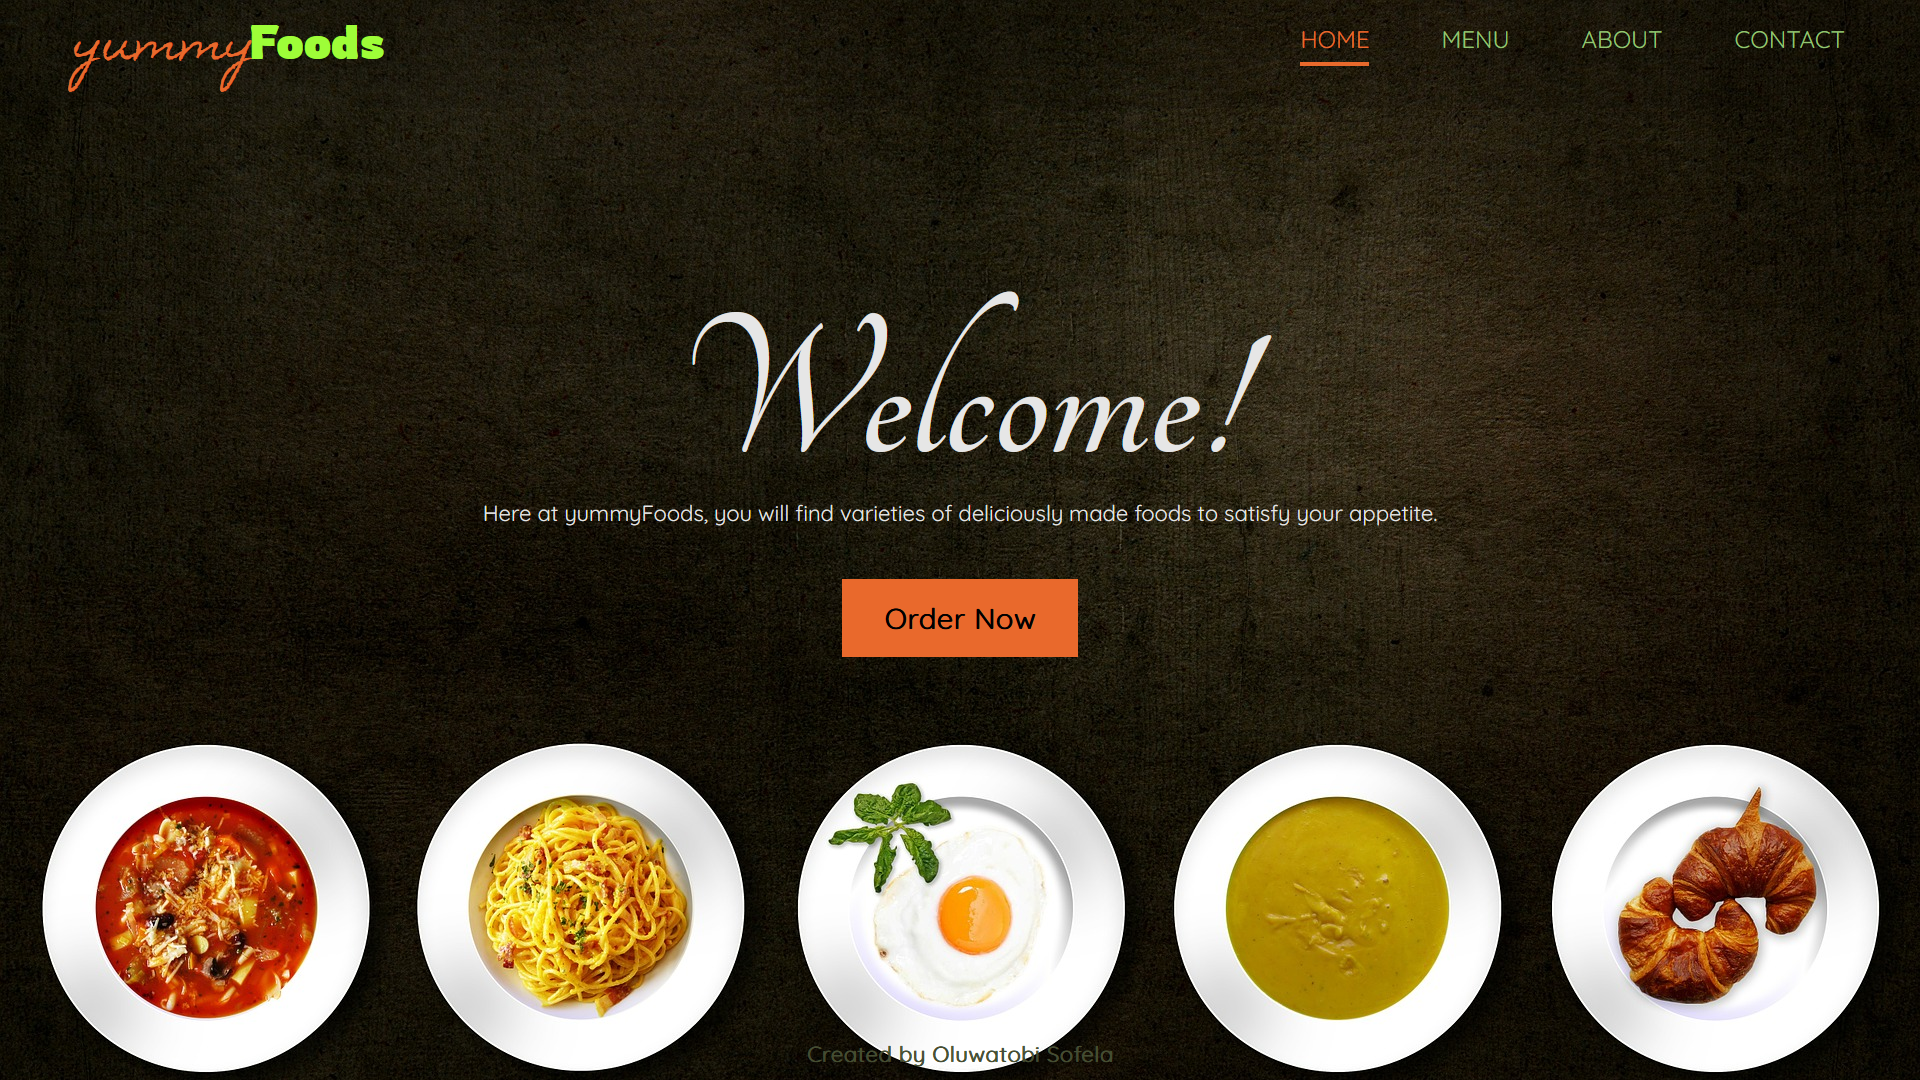 yummyFoods
HOME MENU ABOUT CONTACT
Welcome!
Here at yummyFoods, you will find varieties of deliciously made foods to satisfy your appetite.
Order Now
Created by Oluwatobi Sofela